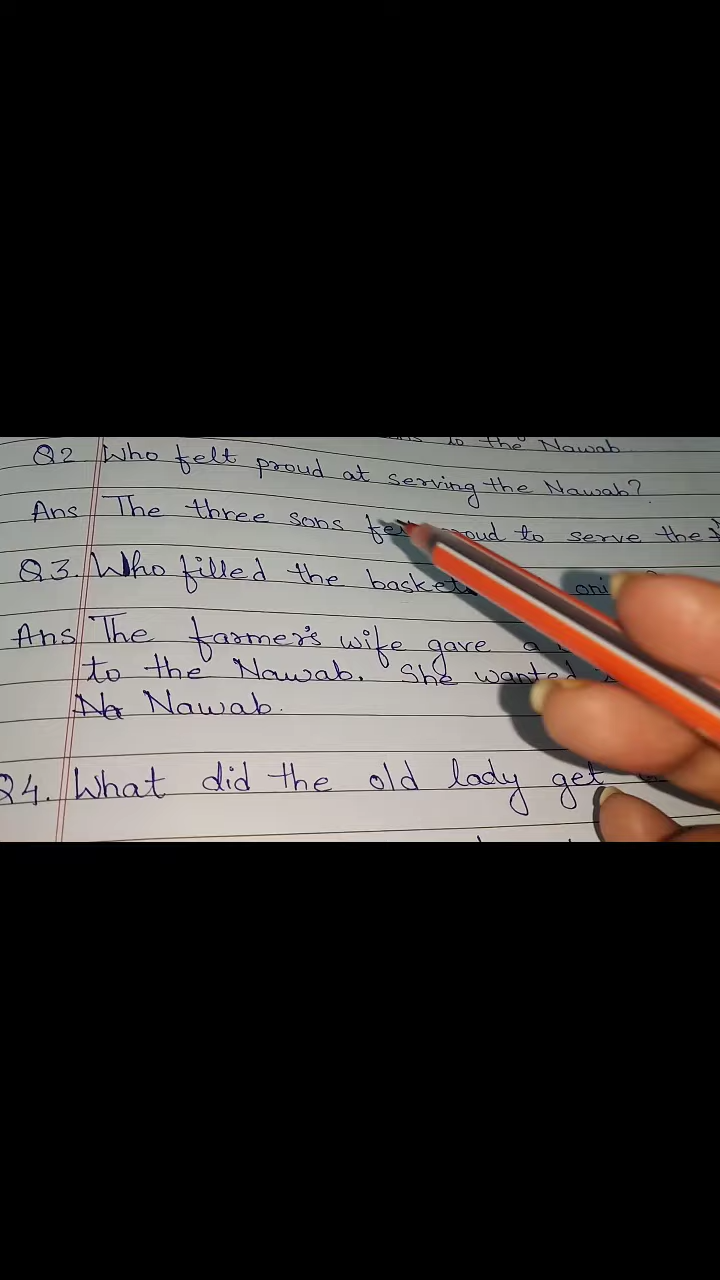 to the Nawab.
Q2 Who felt proud at serving the Nawab?
Ans The three sons proud to serve the
Q3. Who filled the basket
Ans The farmer's wife gave a
to the Nawab. She wanted
Na Nawab.
Q4. What did the old lady get